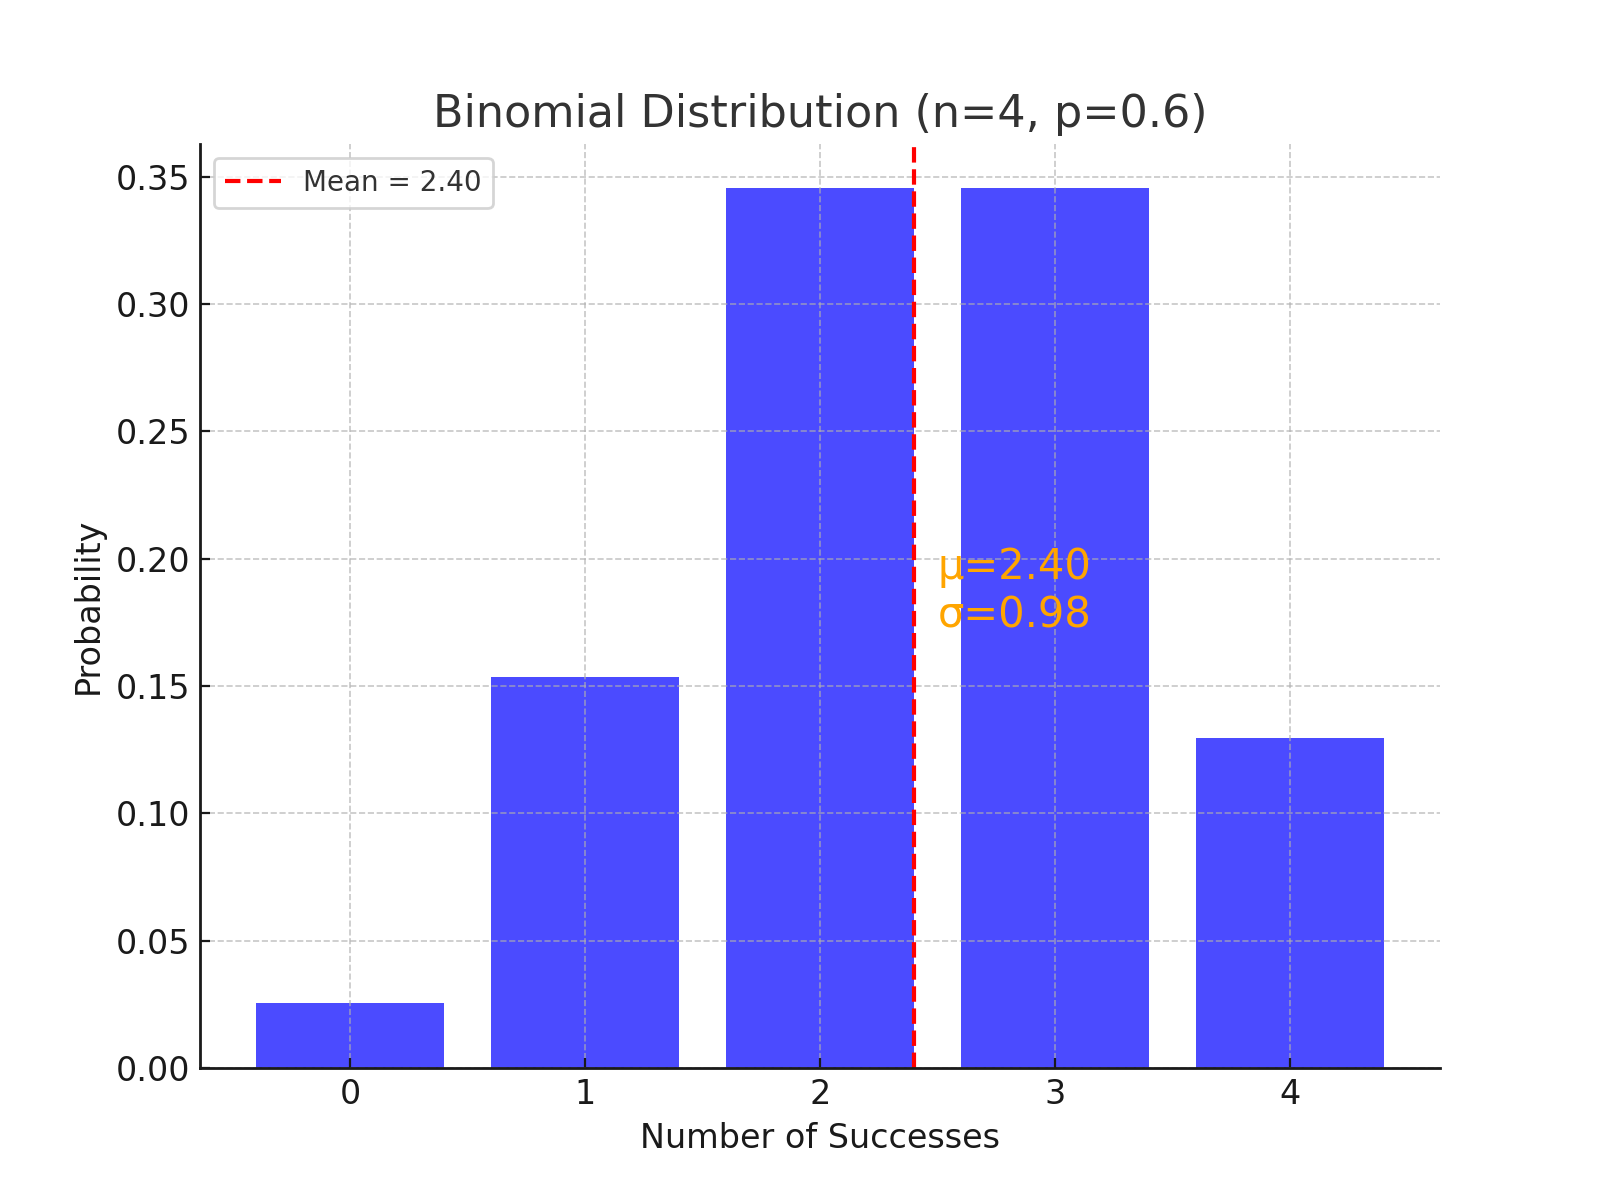 Binomial Distribution (n=4, p=0.6)
Mean = 2.40
0.35
0.30
0.25
0.20
0.15
0.10
0.05
0.00
Probability
μ=2.40
σ=0.98
0 1 2 3 4
Number of Successes